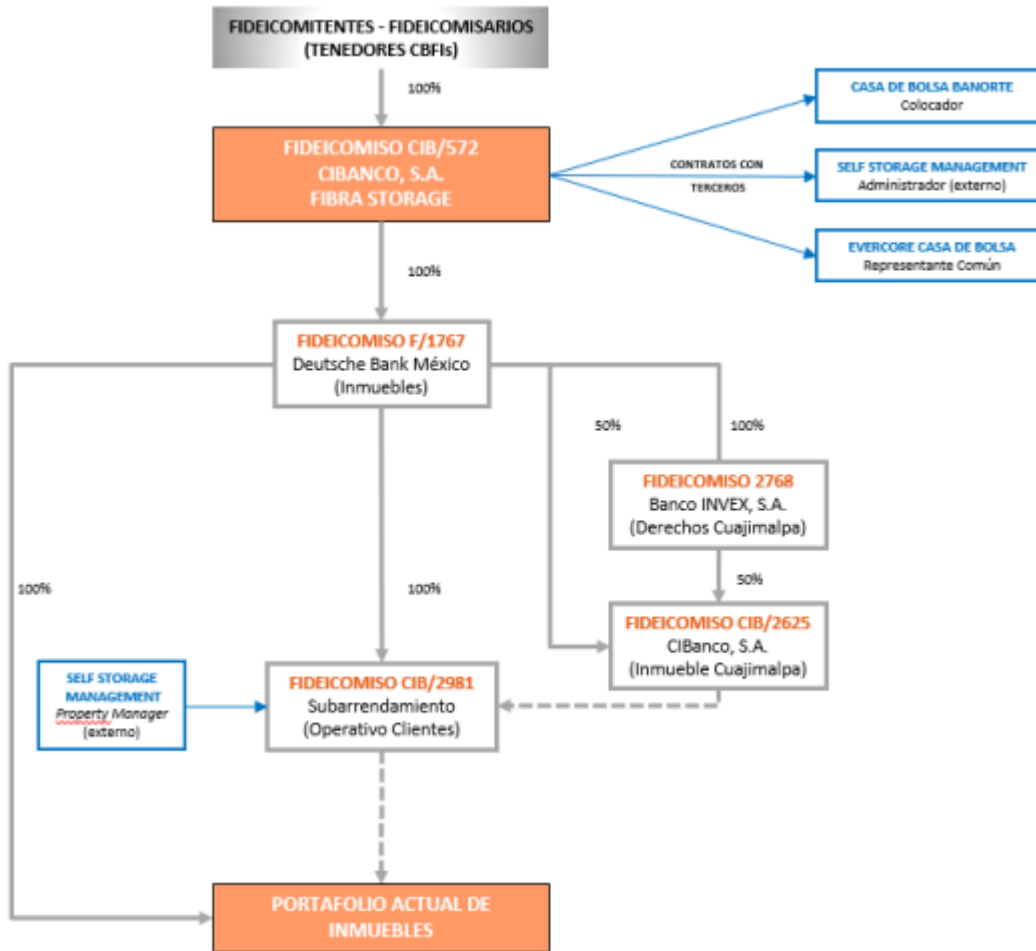 FIDEICOMITENTES - FIDEICOMISARIOS
(TENEDORES CBFIs)
100%
CASA DE BOLSA BANORTE
Colocador
FIDEICOMISO CIB/572
CIBANCO, S.A.
FIBRA STORAGE
CONTRATOS CON
TERCEROS
SELF STORAGE MANAGEMENT
Administrador (externo)
EVERCORE CASA DE BOLSA
Representante Común
100%
FIDEICOMISO F/1767
Deutsche Bank México
(Inmuebles)
50%
100%
FIDEICOMISO 2768
Banco INVEX, S.A.
(Derechos Cuajimalpa)
100%
100%
50%
FIDEICOMISO CIB/2625
CIBanco, S.A.
(Inmueble Cuajimalpa)
SELF STORAGE
MANAGEMENT
Property Manager
(externo)
FIDEICOMISO CIB/2981
Subarrendamiento
(Operativo Clientes)
PORTAFOLIO ACTUAL DE
INMUEBLES